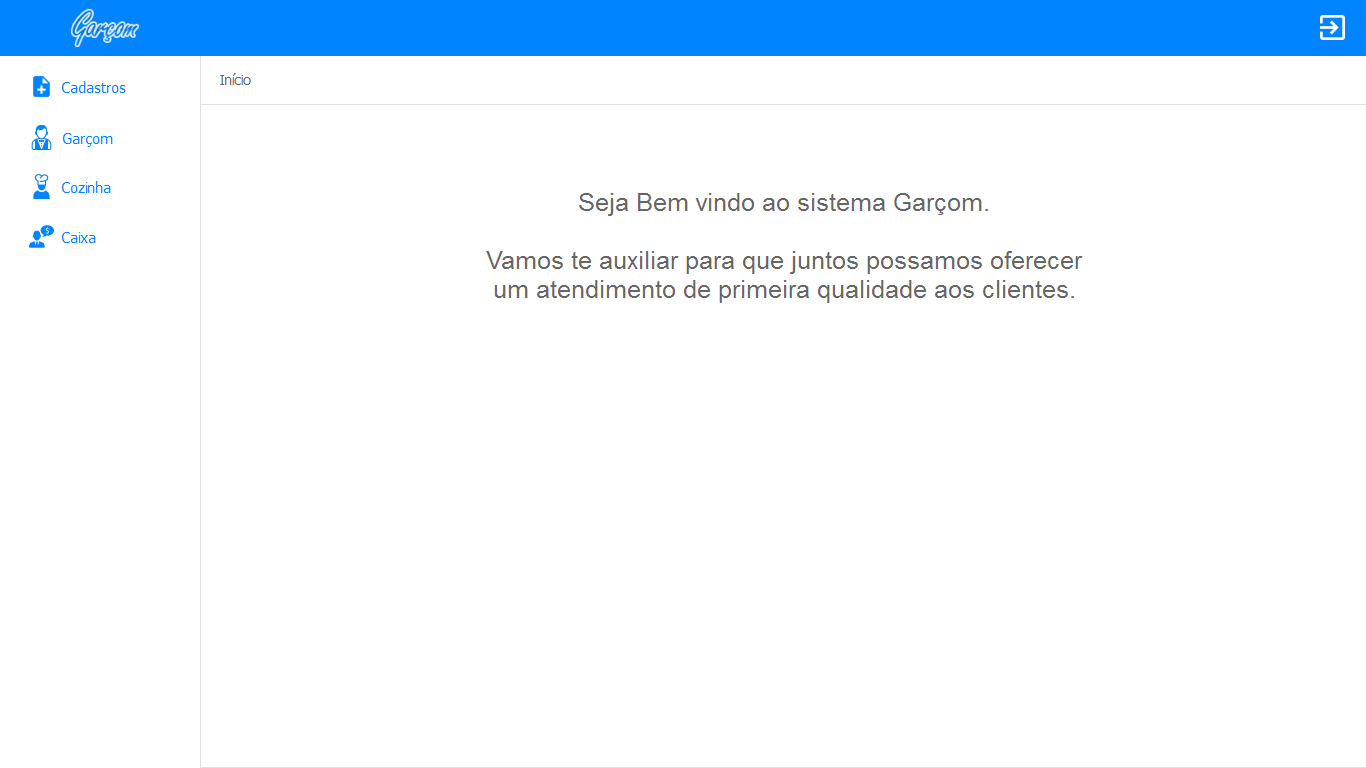 Garçom
Cadastros
Garçom
Cozinha
Caixa
Início
Seja Bem vindo ao sistema Garçom.
Vamos te auxiliar para que juntos possamos oferecer
um atendimento de primeira qualidade aos clientes.